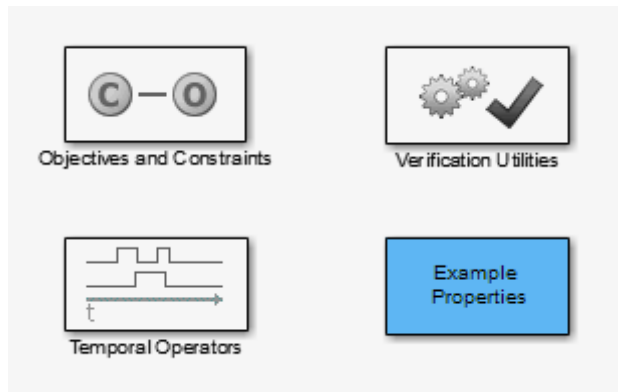 C O
Objectives and Constraints
Verification Utilities
t
Temporal Operators
Example
Properties